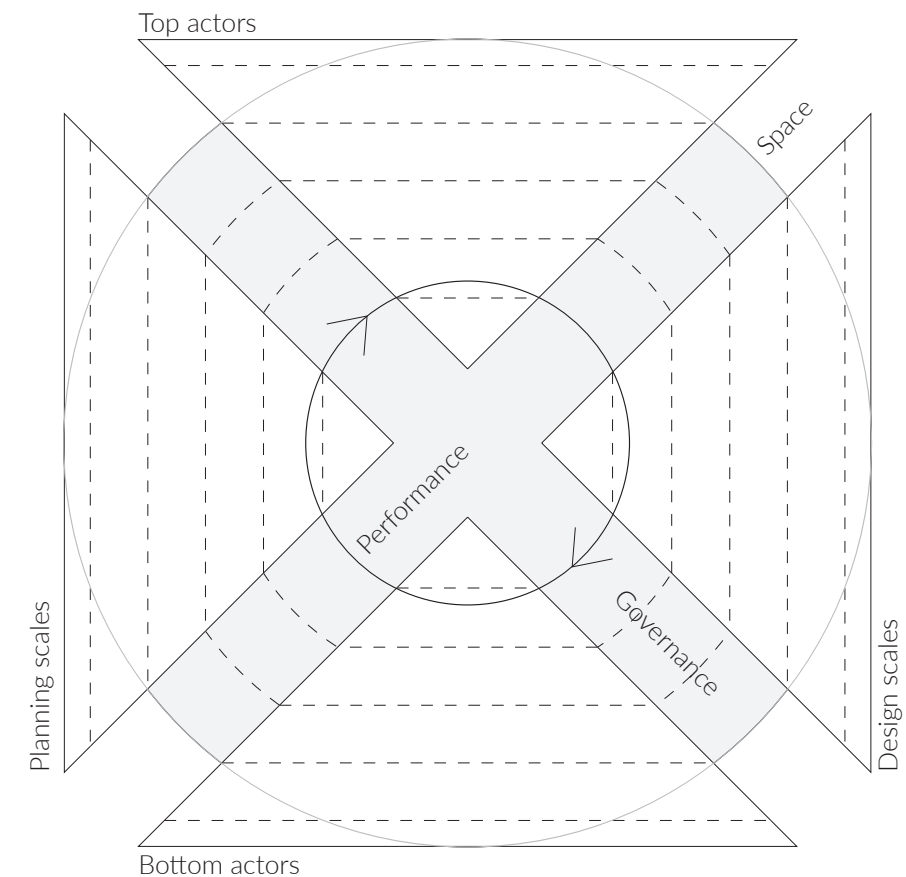 Top actors
Space
Performance
Governance
Planning scales
Design scales
Bottom actors